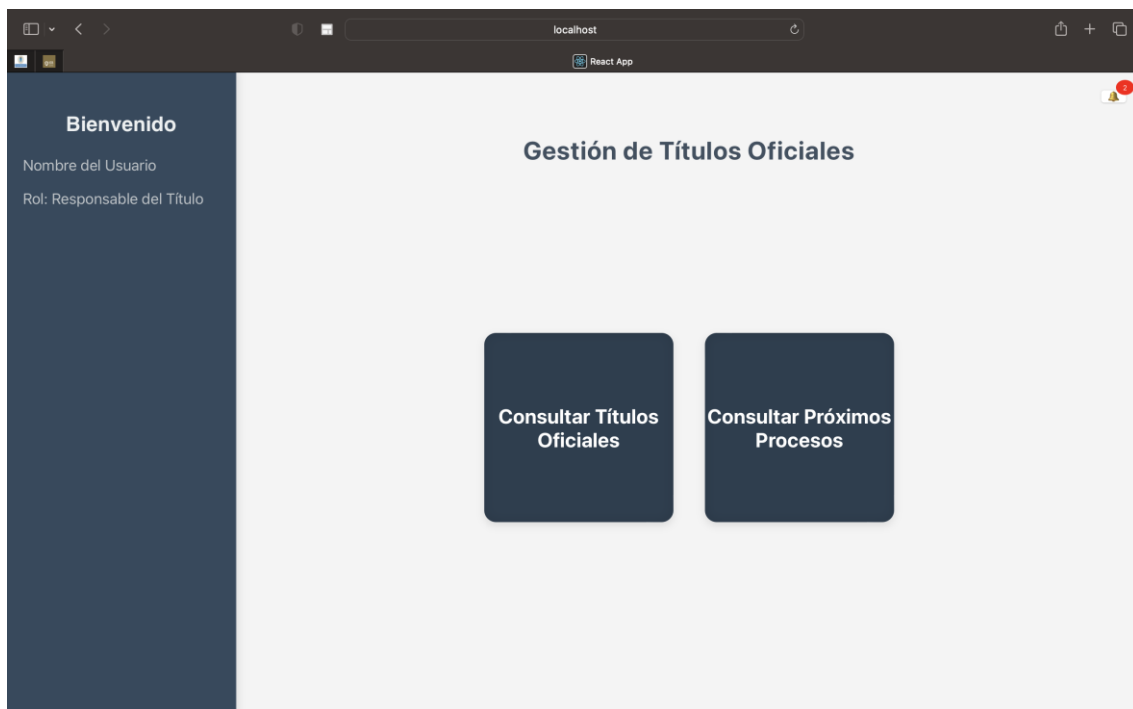 localhost
React App
2
Bienvenido
Nombre del Usuario
Rol: Responsable del Título
Gestión de Títulos Oficiales
Consultar Títulos
Oficiales
Consultar Próximos
Procesos